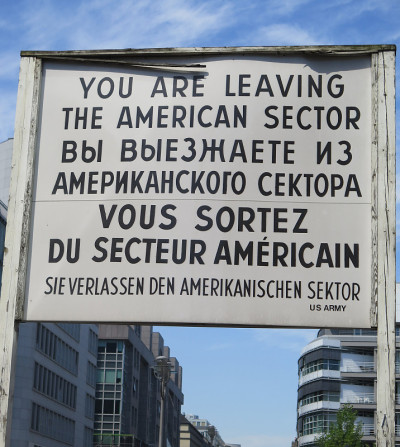 YOU ARE LEAVING
THE AMERICAN SECTOR
ВЫ ВЫЕЗЖАЕТЕ ИЗ
АМЕРИКАНСКОГО СЕКТОРА
VOUS SORTEZ
DU SECTEUR AMÉRICAIN
SIE VERLASSEN DEN AMERIKANISCHEN SEKTOR
US ARMY